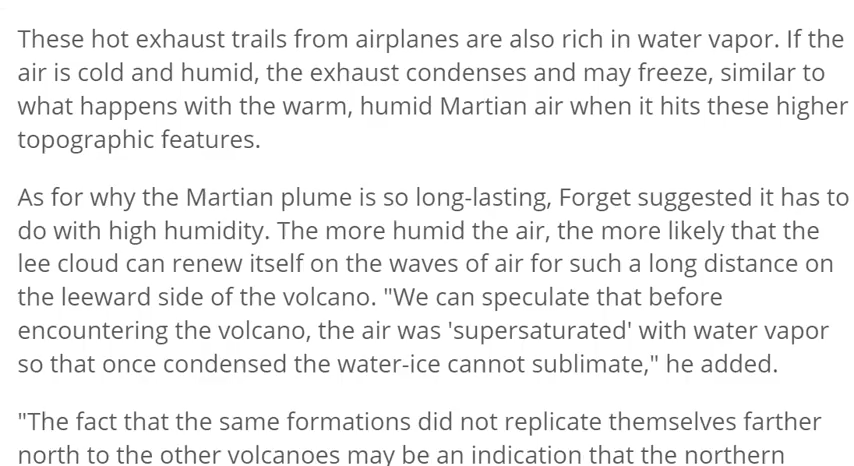 These hot exhaust trails from airplanes are also rich in water vapor. If the
air is cold and humid, the exhaust condenses and may freeze, similar to
what happens with the warm, humid Martian air when it hits these higher
topographic features.
As for why the Martian plume is so long-lasting, Forget suggested it has to
do with high humidity. The more humid the air, the more likely that the
lee cloud can renew itself on the waves of air for such a long distance on
the leeward side of the volcano. "We can speculate that before
encountering the volcano, the air was 'supersaturated' with water vapor
so that once condensed the water-ice cannot sublimate," he added.
"The fact that the same formations did not replicate themselves farther
north to the other volcanoes may be an indication that the northern